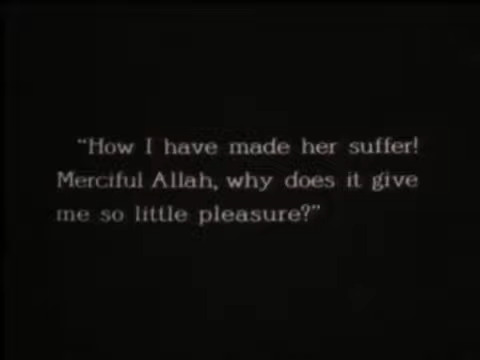 "How I have made her suffer!
Merciful Allah, why does it give
me so little pleasure?"